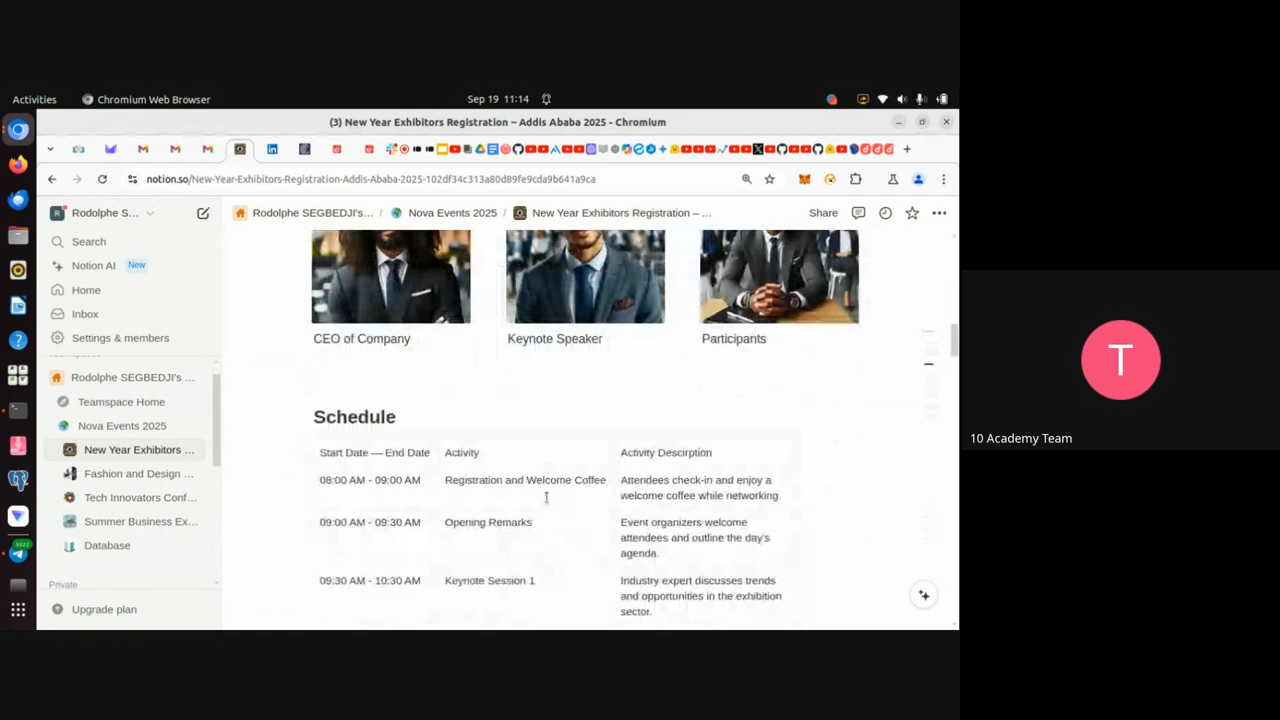 Activities
Chromium Web Browser
Sep 19 11:14
(3) New Year Exhibitors Registration – Addis Ababa 2025 - Chromium
notion.so/New-Year-Exhibitors-Registration-Addis-Ababa-2025-102df34c313a80d89fe9cda9b641a9ca
Rodolphe S...
Rodolphe SEGBEDJI's... / Nova Events 2025 / New Year Exhibitors Registration – ...
Share
Search
Notion AI New
Home
Inbox
Settings & members
Rodolphe SEGBEDJI's ...
Teamspace Home
Nova Events 2025
New Year Exhibitors ...
Fashion and Design ...
Tech Innovators Conf...
Summer Business Ex...
Database
Private
Upgrade plan
CEO of Company
Keynote Speaker
Participants
Schedule
Start Date — End Date
Activity
Activity Descirption
08:00 AM - 09:00 AM
Registration and Welcome Coffee
Attendees check-in and enjoy a
welcome coffee while networking.
09:00 AM - 09:30 AM
Opening Remarks
Event organizers welcome
attendees and outline the day's
agenda.
09:30 AM - 10:30 AM
Keynote Session 1
Industry expert discusses trends
and opportunities in the exhibition
sector.
T
10 Academy Team